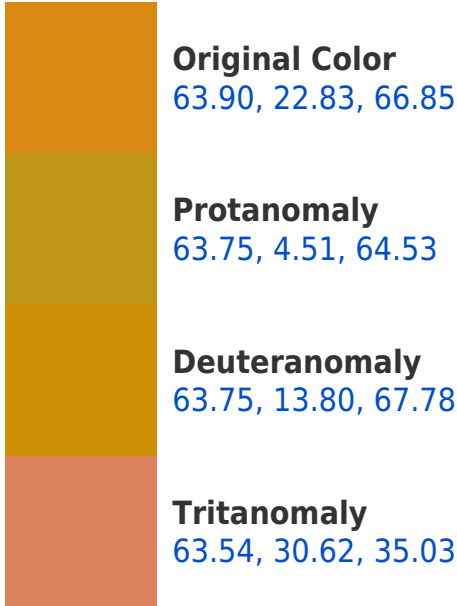 Original Color
63.90, 22.83, 66.85
Protanomaly
63.75, 4.51, 64.53
Deuteranomaly
63.75, 13.80, 67.78
Tritanomaly
63.54, 30.62, 35.03